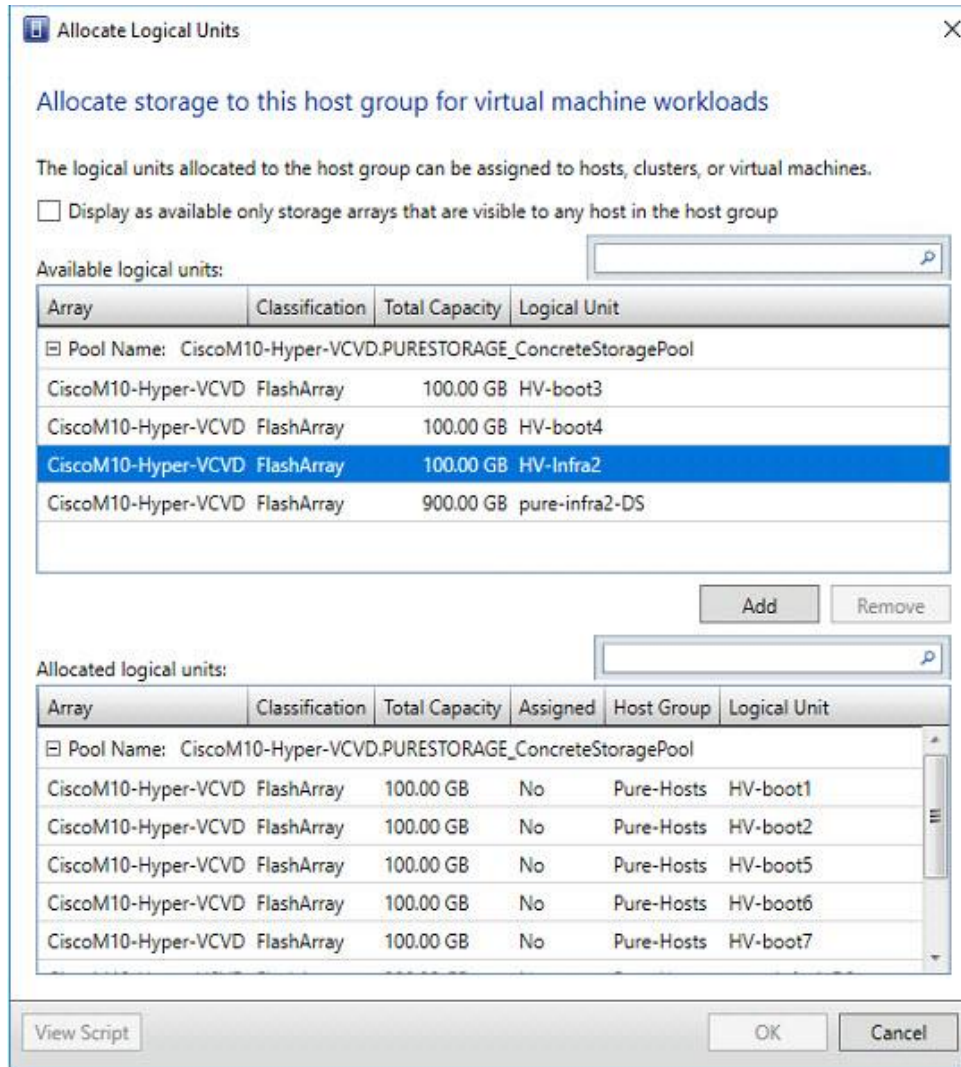 Allocate Logical Units
Allocate storage to this host group for virtual machine workloads
The logical units allocated to the host group can be assigned to hosts, clusters, or virtual machines.
Display as available only storage arrays that are visible to any host in the host group
Available logical units:
Array Classification Total Capacity Logical Unit
Pool Name: CiscoM10-Hyper-VCVD.PURESTORAGE_ConcreteStoragePool
CiscoM10-Hyper-VCVD FlashArray 100.00 GB HV-boot3
CiscoM10-Hyper-VCVD FlashArray 100.00 GB HV-boot4
CiscoM10-Hyper-VCVD FlashArray 100.00 GB HV-Infra2
CiscoM10-Hyper-VCVD FlashArray 900.00 GB pure-infra2-DS
Add Remove
Allocated logical units:
Array Classification Total Capacity Assigned Host Group Logical Unit
Pool Name: CiscoM10-Hyper-VCVD.PURESTORAGE_ConcreteStoragePool
CiscoM10-Hyper-VCVD FlashArray 100.00 GB No Pure-Hosts HV-boot1
CiscoM10-Hyper-VCVD FlashArray 100.00 GB No Pure-Hosts HV-boot2
CiscoM10-Hyper-VCVD FlashArray 100.00 GB No Pure-Hosts HV-boot5
CiscoM10-Hyper-VCVD FlashArray 100.00 GB No Pure-Hosts HV-boot6
CiscoM10-Hyper-VCVD FlashArray 100.00 GB No Pure-Hosts HV-boot7
View Script OK Cancel